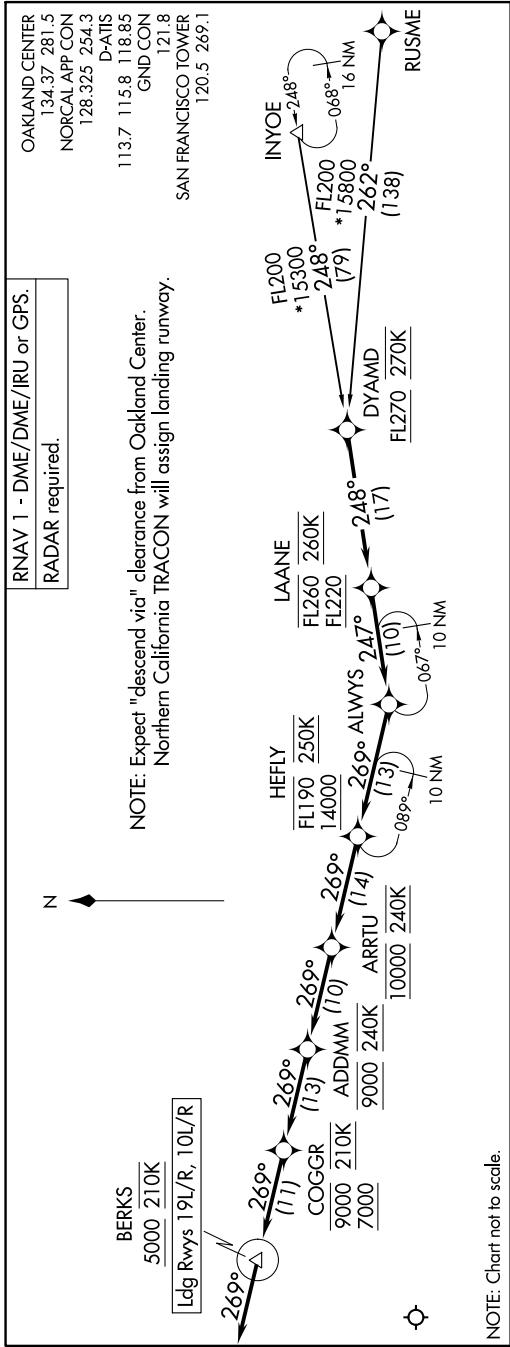 RNAV 1 - DME/DME/IRU or GPS.
RADAR required.
OAKLAND CENTER
134.37 281.5
NORCAL APP CON
128.325 254.3
D-ATIS
113.7 115.8 118.85
GND CON
121.8
SAN FRANCISCO TOWER
120.5 269.1
NOTE: Expect "descend via" clearance from Oakland Center.
Northern California TRACON will assign landing runway.
N
INYOE
248°
068°
16 NM
RUSME
FL200
*15300
248°
(79)
FL200
*15800
262°
(138)
DYAMD
FL270 270K
248°
(17)
LAANE
FL260 260K
FL220
247°
(10)
ALWYS
067°
10 NM
269°
(13)
HEFLY
FL190 250K
14000
089°
10 NM
269°
(14)
ARRTU
10000 240K
269°
(10)
ADDMM
9000 240K
269°
(13)
COGGR
9000 210K
7000
269°
(11)
BERKS
5000 210K
Ldg Rwys 19L/R, 10L/R
269°
NOTE: Chart not to scale.